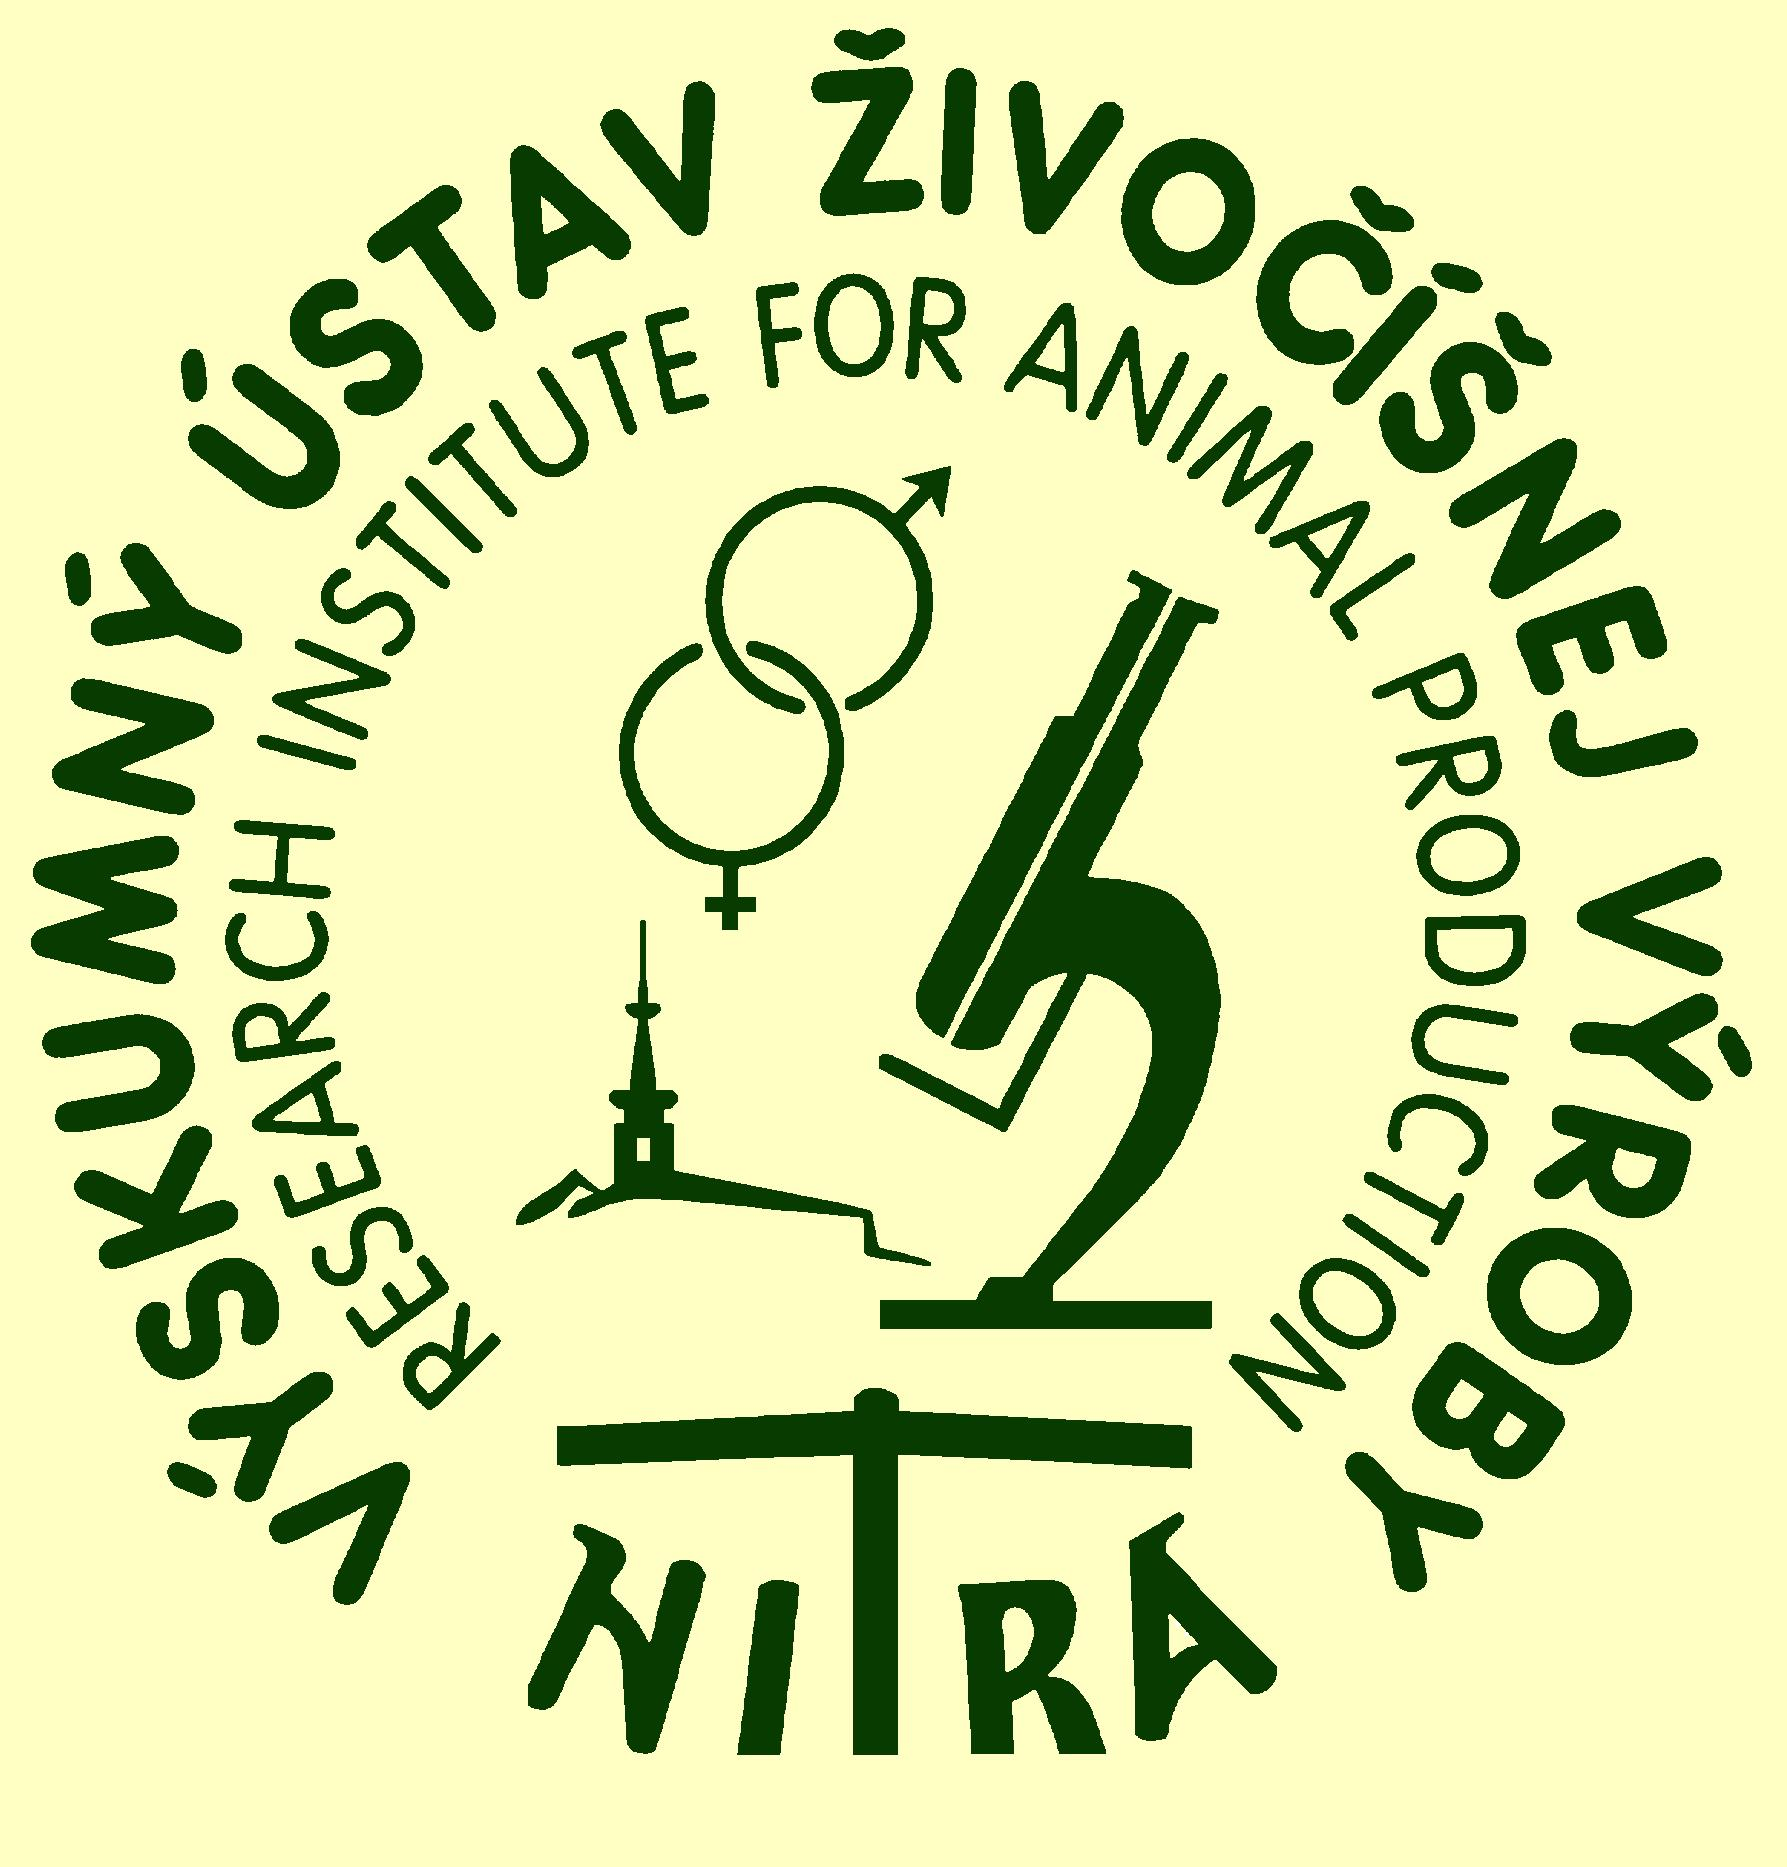 VÝSKUMNÝ ÚSTAV ŽIVOČÍŠNEJ VÝROBY
RESEARCH INSTITUTE FOR ANIMAL PRODUCTION
NITRA